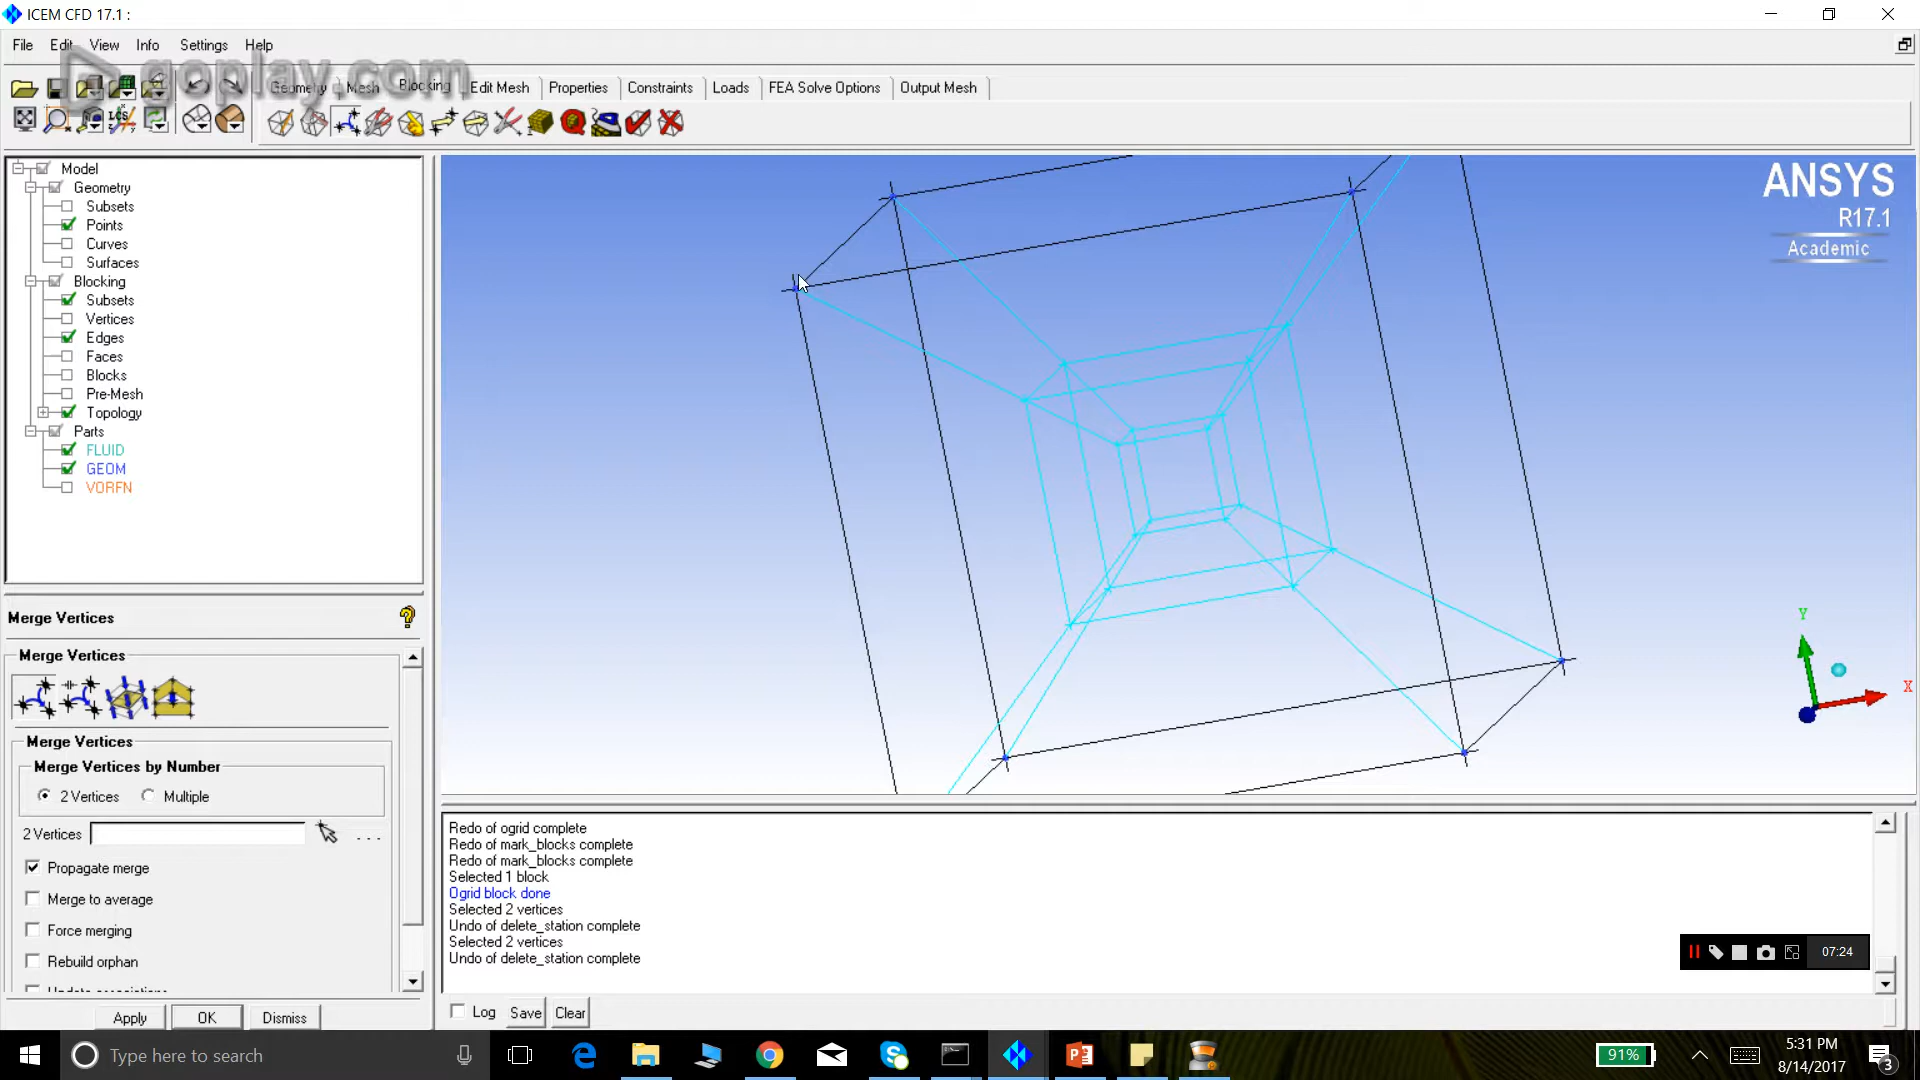 ICEM CFD 17.1 :
File Edit View Info Settings Help
goplay.com
Geometry Mesh Blocking Edit Mesh Properties Constraints Loads FEA Solve Options Output Mesh
LCS
Model
Geometry
Subsets
Points
Curves
Surfaces
Blocking
Subsets
Vertices
Edges
Faces
Blocks
Pre-Mesh
Topology
Parts
FLUID
GEOM
VORFN
ANSYS
R17.1
Academic
Y
X
Merge Vertices
Merge Vertices
Merge Vertices
Merge Vertices by Number
2 Vertices Multiple
2 Vertices ...
Propagate merge
Merge to average
Force merging
Rebuild orphan
Redo of ogrid complete
Redo of mark_blocks complete
Redo of mark_blocks complete
Selected 1 block
Ogrid block done
Selected 2 vertices
Undo of delete_station complete
Selected 2 vertices
Undo of delete_station complete
07:24
Apply OK Dismiss
Log Save Clear
Type here to search
91%
5:31 PM
8/14/2017
3